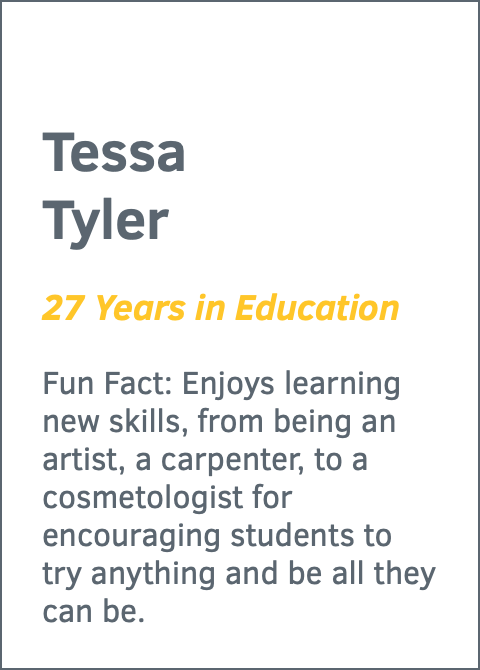 Tessa
Tyler
27 Years in Education
Fun Fact: Enjoys learning
new skills, from being an
artist, a carpenter, to a
cosmetologist for
encouraging students to
try anything and be all they
can be.